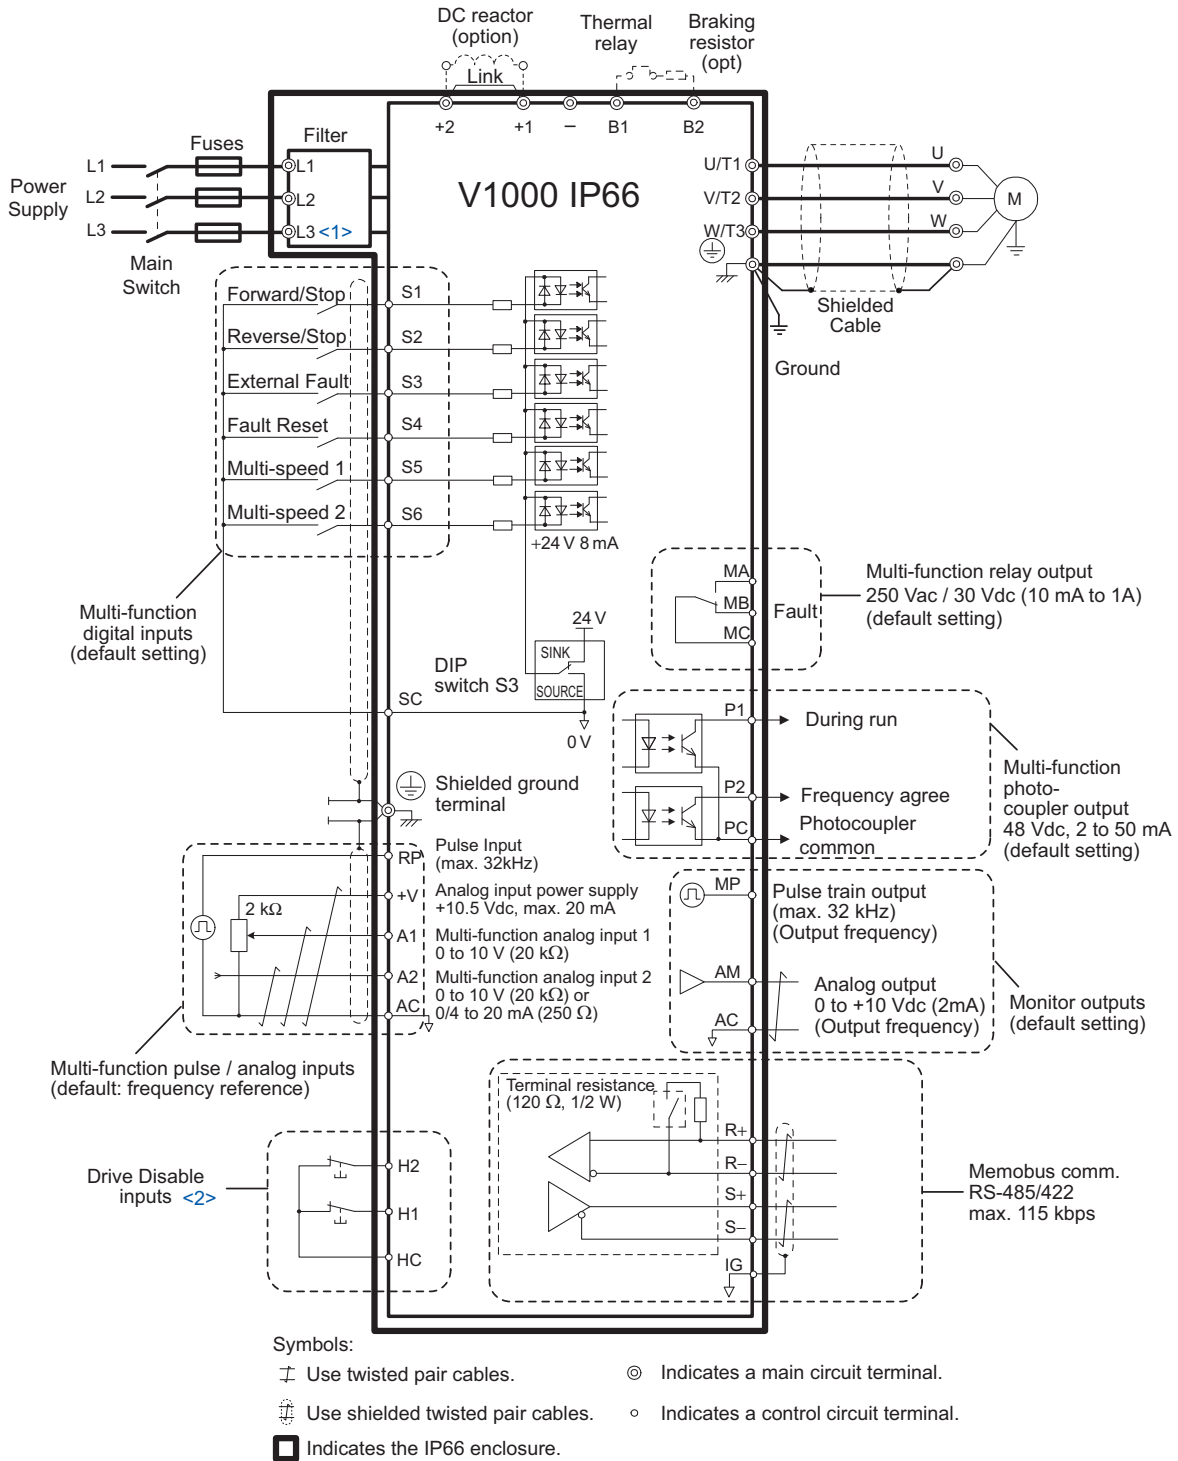 DC reactor
(option)
Link
Thermal
relay
Braking
resistor
(opt)
+2
+1
–
B1
B2
Fuses
Filter
Power
Supply
L1
L2
L3
L1
L2
L3 <1>
Main
Switch
V1000 IP66
U/T1
V/T2
W/T3
U
V
W
M
Shielded
Cable
Ground
Forward/Stop
S1
Reverse/Stop
S2
External Fault
S3
Fault Reset
S4
Multi-speed 1
S5
Multi-speed 2
S6
+24 V 8 mA
Multi-function
digital inputs
(default setting)
24 V
SINK
SOURCE
DIP
switch S3
SC
0 V
MA
MB
MC
Fault
Multi-function relay output
250 Vac / 30 Vdc (10 mA to 1A)
(default setting)
P1
During run
P2
Frequency agree
PC
Photocoupler
common
Multi-function
photo-
coupler output
48 Vdc, 2 to 50 mA
(default setting)
Shielded ground
terminal
RP
Pulse Input
(max. 32kHz)
+V
Analog input power supply
+10.5 Vdc, max. 20 mA
2 kΩ
A1
Multi-function analog input 1
0 to 10 V (20 kΩ)
A2
Multi-function analog input 2
0 to 10 V (20 kΩ) or
0/4 to 20 mA (250 Ω)
AC
Multi-function pulse / analog inputs
(default: frequency reference)
MP
Pulse train output
(max. 32 kHz)
(Output frequency)
AM
Analog output
0 to +10 Vdc (2mA)
(Output frequency)
AC
Monitor outputs
(default setting)
Terminal resistance
(120 Ω, 1/2 W)
R+
R–
S+
S–
IG
Memobus comm.
RS-485/422
max. 115 kbps
Drive Disable
inputs <2>
H2
H1
HC
Symbols:
Use twisted pair cables.
Indicates a main circuit terminal.
Use shielded twisted pair cables.
Indicates a control circuit terminal.
Indicates the IP66 enclosure.